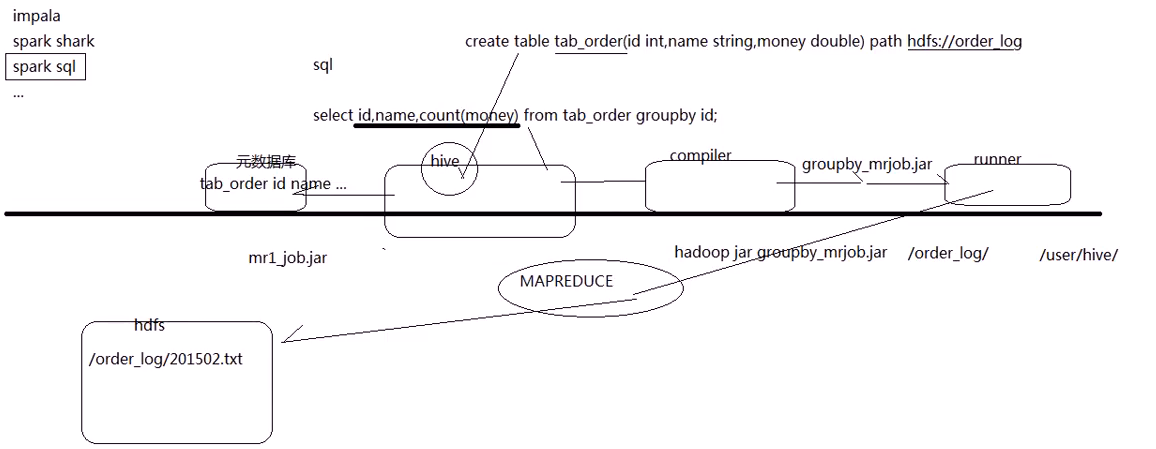 impala
spark shark
spark sql
...
create table tab_order(id int,name string,money double) path hdfs://order_log
sql
select id,name,count(money) from tab_order groupby id;
元数据库
tab_order id name ...
hive
compiler
groupby_mrjob.jar
runner
mr1_job.jar
hadoop jar groupby_mrjob.jar /order_log/ /user/hive/
MAPREDUCE
hdfs
/order_log/201502.txt